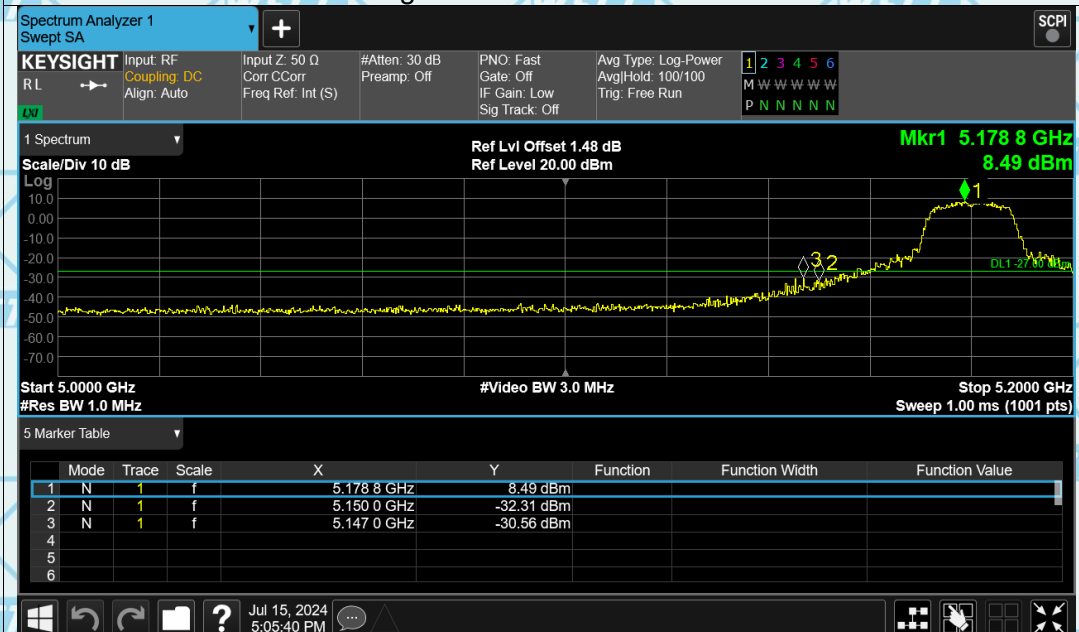 Spectrum Analyzer 1
Swept SA
+
SCPI
KEYSIGHT
RL
LXI
Input: RF
Coupling: DC
Align: Auto
Input Z: 50 Ω
Corr CCorr
Freq Ref: Int (S)
#Atten: 30 dB
Preamp: Off
PNO: Fast
Gate: Off
IF Gain: Low
Sig Track: Off
Avg Type: Log-Power
Avg|Hold: 100/100
Trig: Free Run
1 2 3 4 5 6
M W W W W W
P N N N N N
1 Spectrum
Scale/Div 10 dB
Ref Lvl Offset 1.48 dB
Ref Level 20.00 dBm
Mkr1 5.178 8 GHz
8.49 dBm
Log
10.0
0.00
-10.0
-20.0
-30.0
-40.0
-50.0
-60.0
-70.0
1
3 2
DL1 -27.00 dBm
Start 5.0000 GHz
#Video BW 3.0 MHz
Stop 5.2000 GHz
#Res BW 1.0 MHz
Sweep 1.00 ms (1001 pts)
5 Marker Table
Mode Trace Scale X Y Function Function Width Function Value
1 N 1 f 5.178 8 GHz 8.49 dBm
2 N 1 f 5.150 0 GHz -32.31 dBm
3 N 1 f 5.147 0 GHz -30.56 dBm
4
5
6
?
Jul 15, 2024
5:05:40 PM